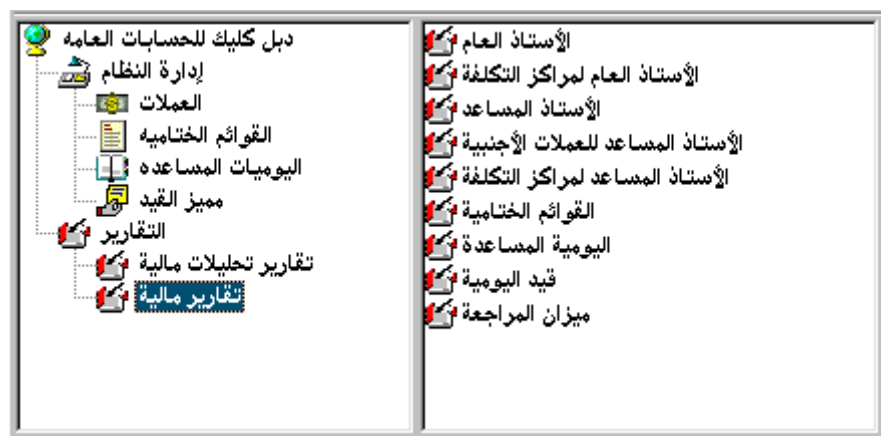 دبل كليك للحسابات العامه
إدارة النظام
العملات
القوائم الختاميه
اليوميات المساعده
مميز القيد
التقارير
تقارير تحليلات مالية
تقارير مالية
الأستاذ العام
الأستاذ العام لمراكز التكلفة
الأستاذ المساعد
الأستاذ المساعد للعملات الأجنبية
الأستاذ المساعد لمراكز التكلفة
القوائم الختامية
اليومية المساعدة
قيد اليومية
ميزان المراجعة